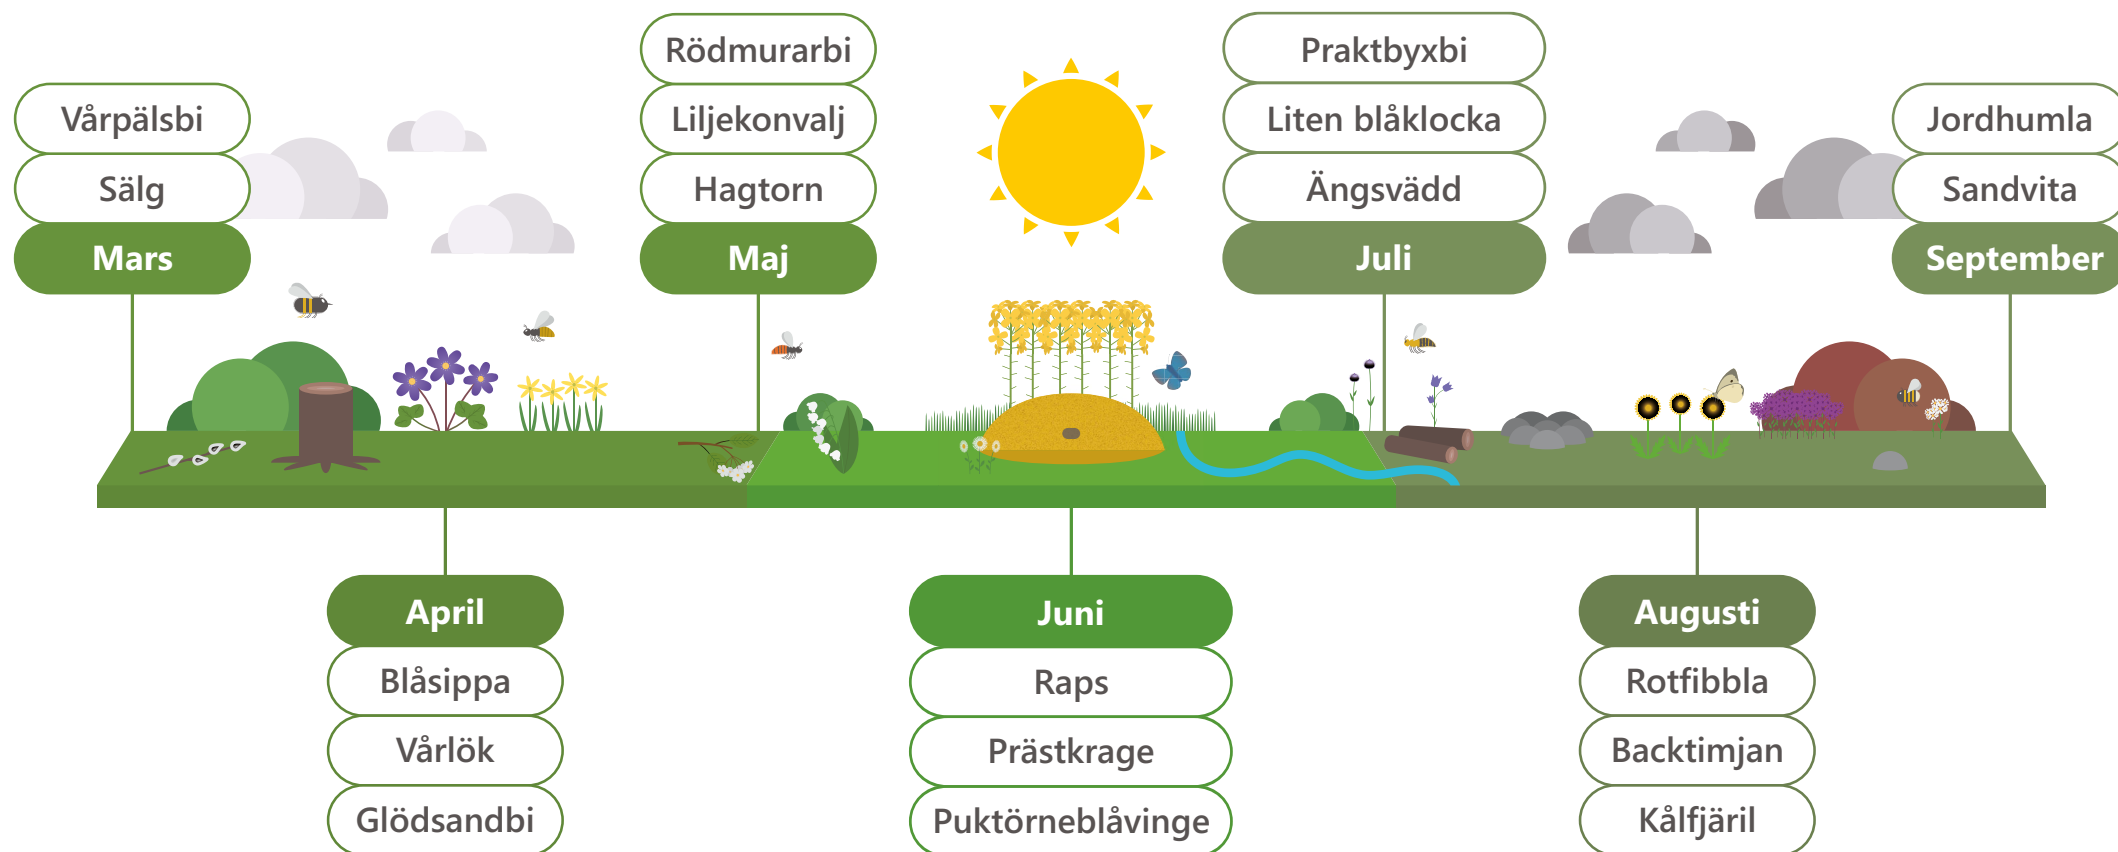 Vårpälsbi
Sälg
Mars
Rödmurarbi
Liljekonvalj
Hagtorn
Maj
Praktbyxbi
Liten blåklocka
Ängsvädd
Juli
Jordhumla
Sandvita
September
April
Blåsippa
Vårlök
Glödsandbi
Juni
Raps
Prästkrage
Puktörneblåvinge
Augusti
Rotfibbla
Backtimjan
Kålfjäril